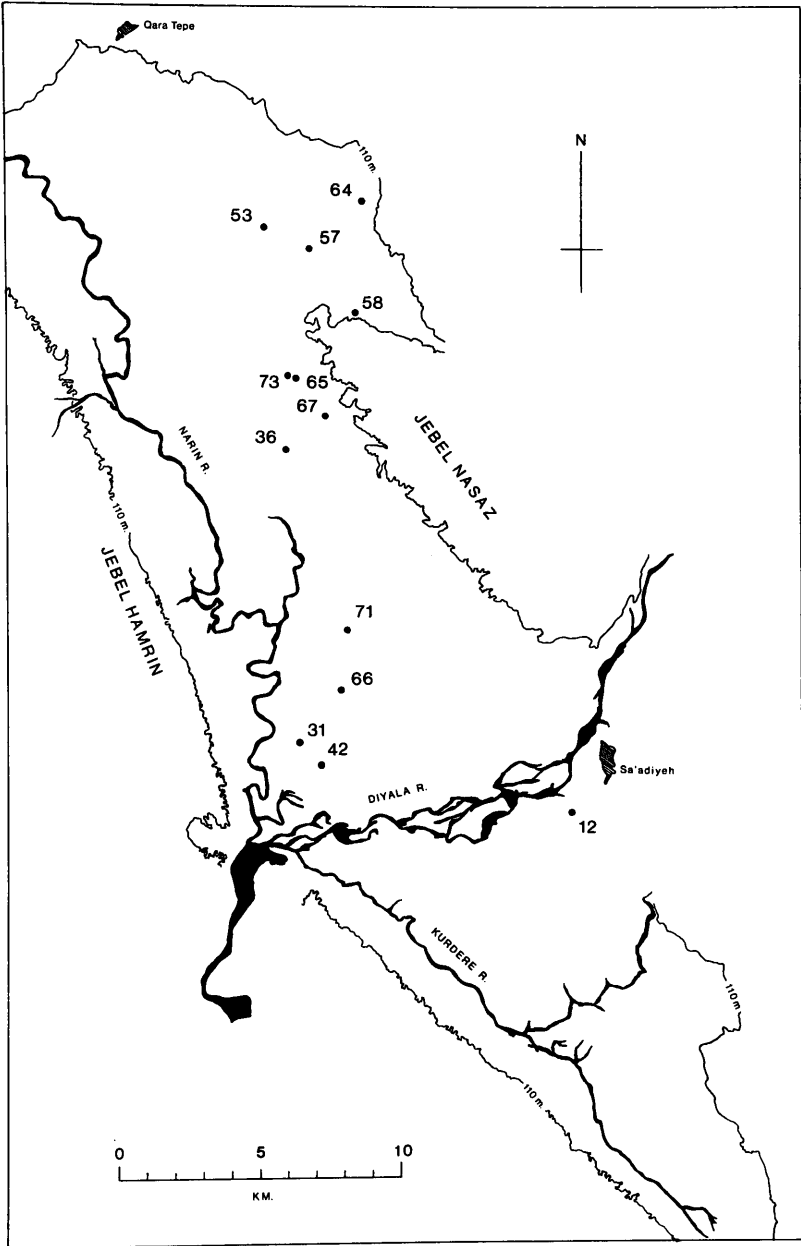 Qara Tepe
N
110 m.
64
53
57
58
73
65
67
36
NARIN R.
JEBEL NASAZ
110 m.
JEBEL HAMRIN
71
66
31
42
Sa'adiyeh
DIYALA R.
12
KURDERE R.
110 m
110 m.
0 5 10
KM.